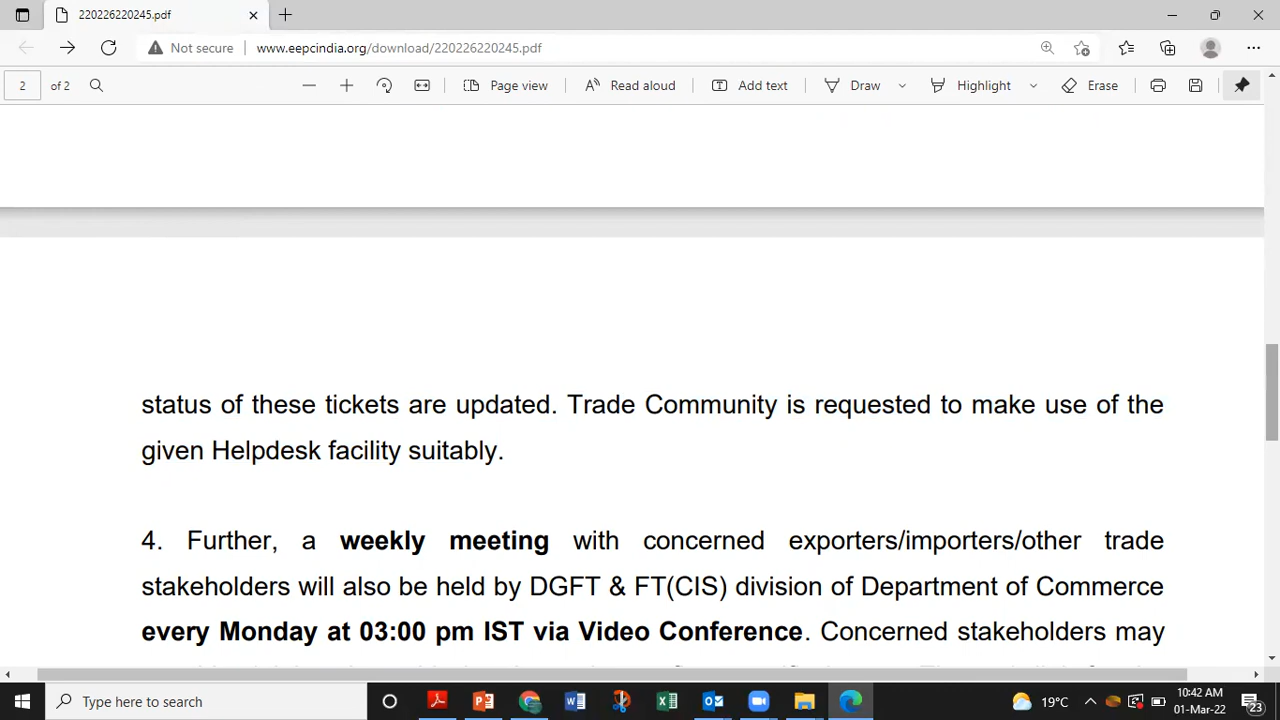 220226220245.pdf
Not secure www.eepcindia.org/download/220226220245.pdf
2 of 2 Page view Read aloud Add text Draw Highlight Erase
status of these tickets are updated. Trade Community is requested to make use of the
given Helpdesk facility suitably.
4. Further, a weekly meeting with concerned exporters/importers/other trade
stakeholders will also be held by DGFT & FT(CIS) division of Department of Commerce
every Monday at 03:00 pm IST via Video Conference. Concerned stakeholders may
Type here to search 19°C 10:42 AM
01-Mar-22 23